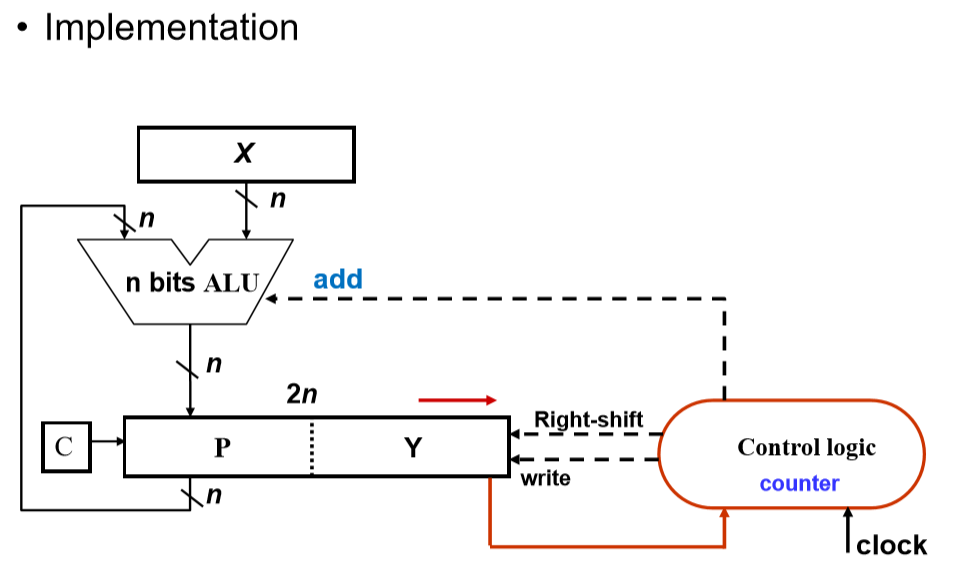 • Implementation
X
n
n
n bits ALU
add
n
2n
Right-shift
C
P
Y
Control logic
write
counter
n
clock